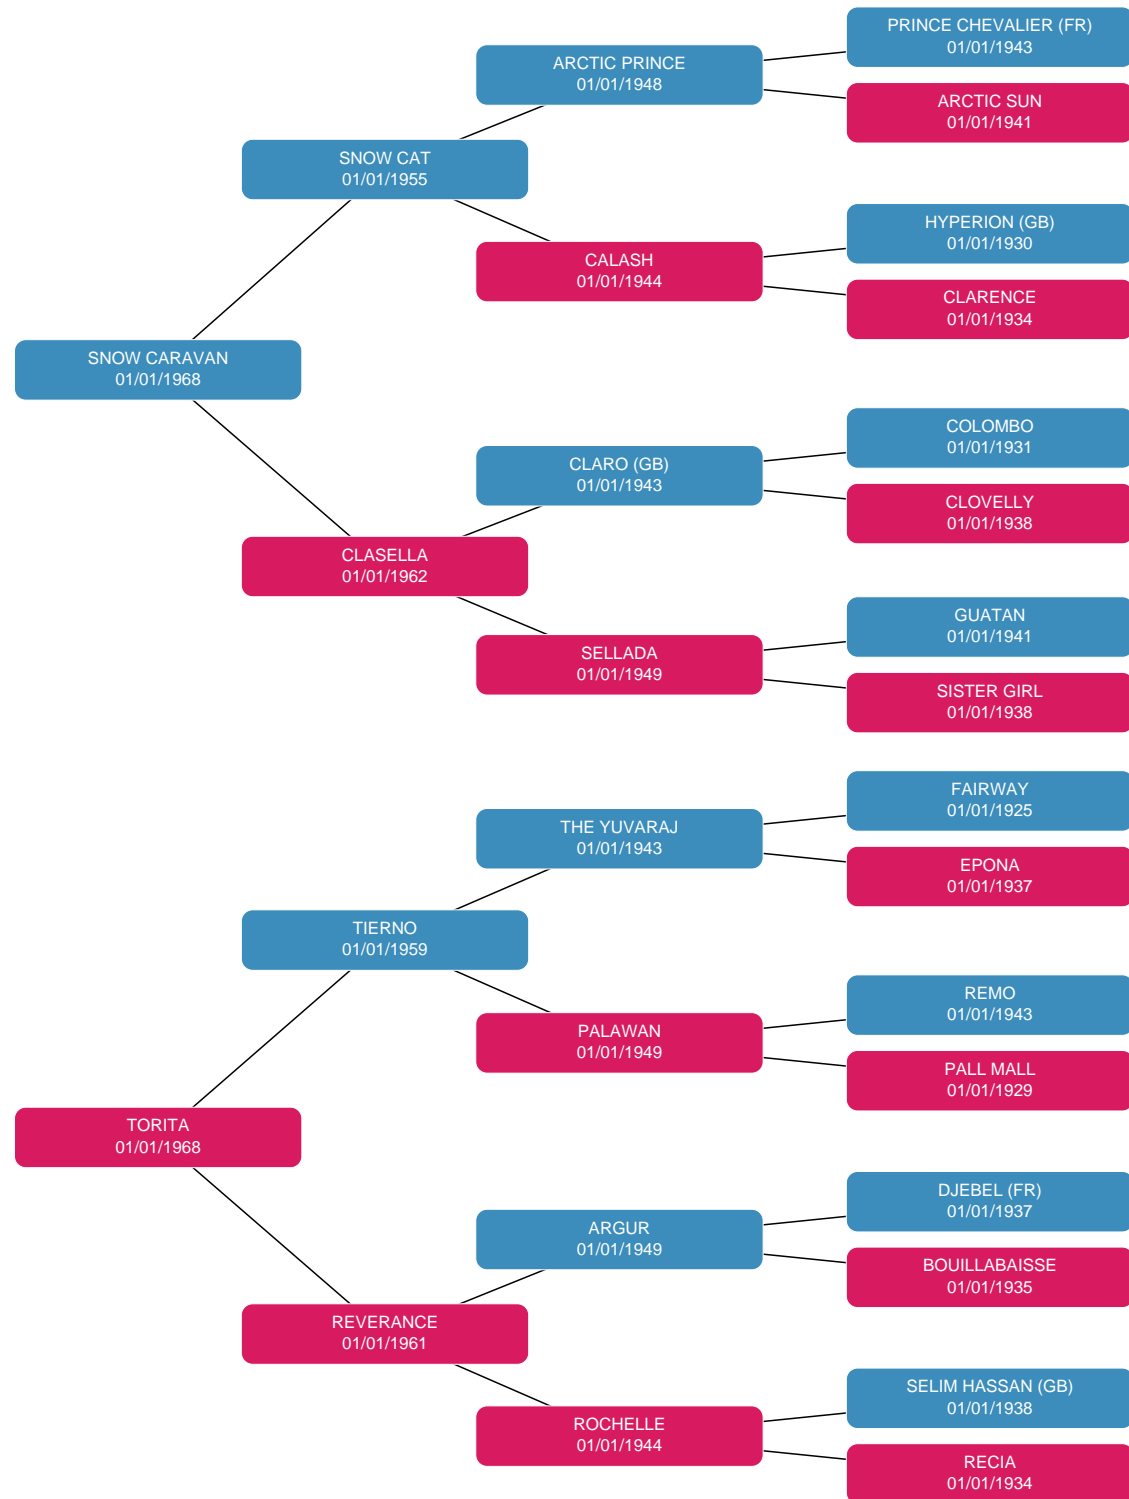 PRINCE CHEVALIER (FR)
01/01/1943
ARCTIC PRINCE
01/01/1948
ARCTIC SUN
01/01/1941
SNOW CAT
01/01/1955
HYPERION (GB)
01/01/1930
CALASH
01/01/1944
CLARENCE
01/01/1934
SNOW CARAVAN
01/01/1968
COLOMBO
01/01/1931
CLARO (GB)
01/01/1943
CLOVELLY
01/01/1938
CLASELLA
01/01/1962
GUATAN
01/01/1941
SELLADA
01/01/1949
SISTER GIRL
01/01/1938
FAIRWAY
01/01/1925
THE YUVARAJ
01/01/1943
EPONA
01/01/1937
TIERNO
01/01/1959
REMO
01/01/1943
PALAWAN
01/01/1949
PALL MALL
01/01/1929
TORITA
01/01/1968
DJEBEL (FR)
01/01/1937
ARGUR
01/01/1949
BOUILLABAISSE
01/01/1935
REVERANCE
01/01/1961
SELIM HASSAN (GB)
01/01/1938
ROCHELLE
01/01/1944
RECIA
01/01/1934